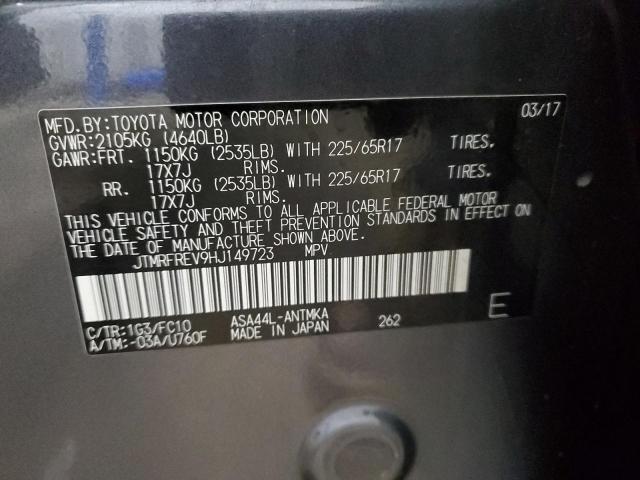 MFD. BY: TOYOTA MOTOR CORPORATION 03/17
GVWR: 2105KG (4640LB)
GAWR: FRT. 1150KG (2535LB) WITH 225/65R17 TIRES.
17X7J RIMS.
RR. 1150KG (2535LB) WITH 225/65R17 TIRES.
17X7J RIMS.
THIS VEHICLE CONFORMS TO ALL APPLICABLE FEDERAL MOTOR
VEHICLE SAFETY AND THEFT PREVENTION STANDARDS IN EFFECT ON
THE DATE OF MANUFACTURE SHOWN ABOVE.
JTMRFREV9HJ149723 MPV
C/TR: 1G3/FC10 ASA44L-ANTMKA 262 E
A/TM: -03A/U760F MADE IN JAPAN